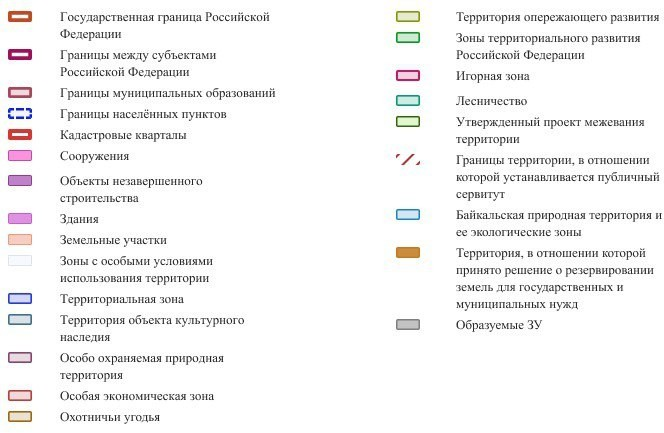 Государственная граница Российской
Федерации
Границы между субъектами
Российской Федерации
Границы муниципальных образований
Границы населённых пунктов
Кадастровые кварталы
Сооружения
Объекты незавершенного
строительства
Здания
Земельные участки
Зоны с особыми условиями
использования территории
Территориальная зона
Территория объекта культурного
наследия
Особо охраняемая природная
территория
Особая экономическая зона
Охотничьи угодья
Территория опережающего развития
Зоны территориального развития
Российской Федерации
Игорная зона
Лесничество
Утвержденный проект межевания
территории
Границы территории, в отношении
которой устанавливается публичный
сервитут
Байкальская природная территория и
ее экологические зоны
Территория, в отношении которой
принято решение о резервировании
земель для государственных и
муниципальных нужд
Образуемые ЗУ